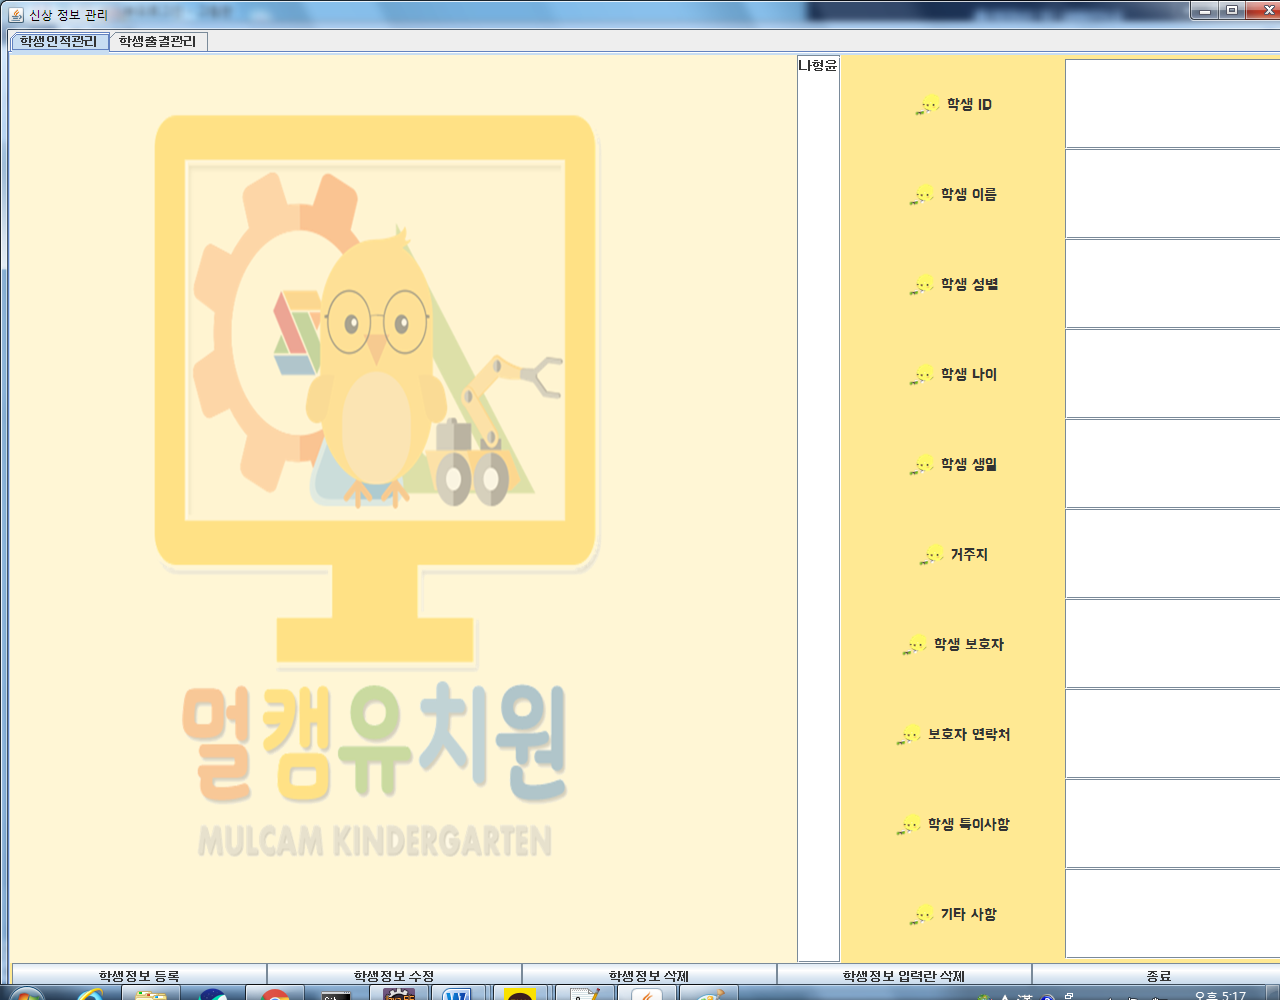 신상 정보 관리
학생인적관리
학생출결관리
나형윤
학생 ID
학생 이름
학생 성별
학생 나이
학생 생일
거주지
학생 보호자
보호자 연락처
학생 특이사항
기타 사항
멀캠유치원
MULCAM KINDERGARTEN
학생정보 등록
학생정보 수정
학생정보 삭제
학생정보 입력란 삭제
종료
오후 5:17